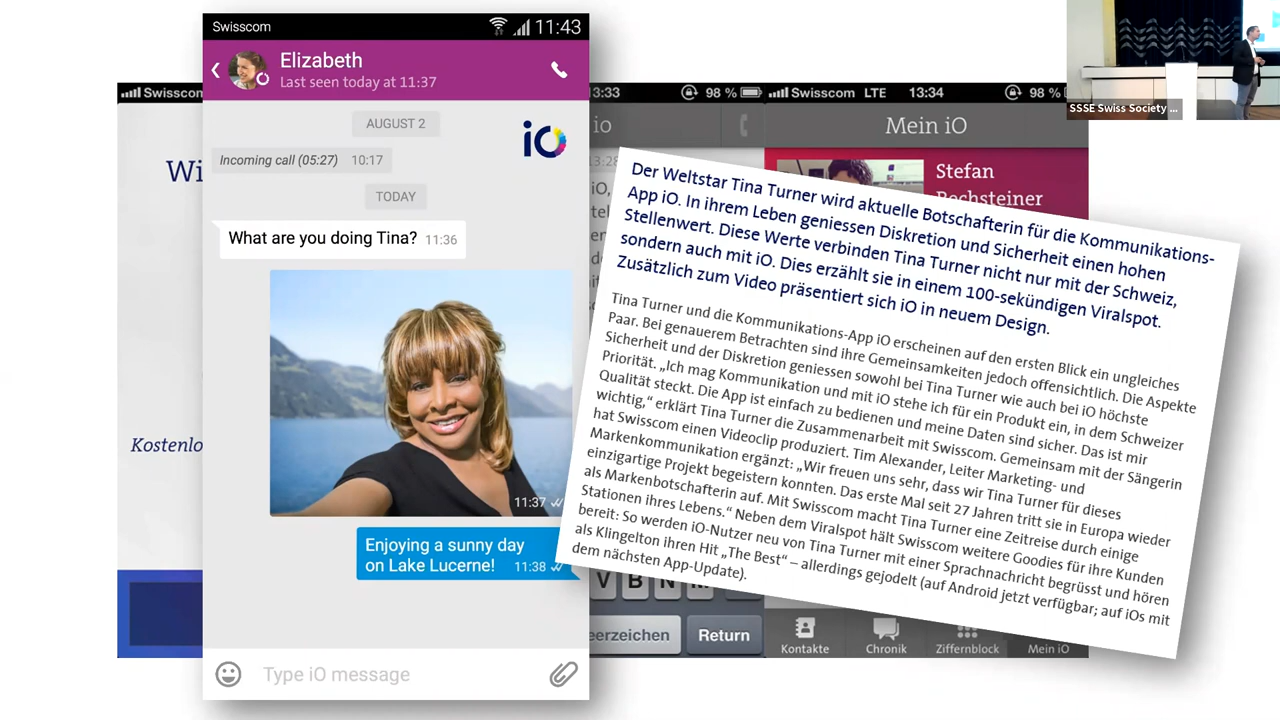 Swisscom
11:43
Elizabeth
Last seen today at 11:37
AUGUST 2
iO
Incoming call (05:27) 10:17
TODAY
What are you doing Tina? 11:36
11:37
Enjoying a sunny day
on Lake Lucerne! 11:38
Type iO message
Swisscom
Wi
Kostenlo
13:33
98 %
io
13:28
iO,
V B N M
eerzeichen
Return
Swisscom LTE
13:34
98 %
Mein iO
Stefan
Bechsteiner
Kontakte
Chronik
Ziffernblock
Mein iO
Der Weltstar Tina Turner wird aktuelle Botschafterin für die Kommunikations-
App iO. In ihrem Leben geniessen Diskretion und Sicherheit einen hohen
Stellenwert. Diese Werte verbinden Tina Turner nicht nur mit der Schweiz,
sondern auch mit iO. Dies erzählt sie in einem 100-sekündigen Viralspot.
Zusätzlich zum Video präsentiert sich iO in neuem Design.
Tina Turner und die Kommunikations-App iO erscheinen auf den ersten Blick ein ungleiches
Paar. Bei genauerem Betrachten sind ihre Gemeinsamkeiten jedoch offensichtlich. Die Aspekte
Sicherheit und der Diskretion geniessen sowohl bei Tina Turner wie auch bei iO höchste
Priorität. „Ich mag Kommunikation und mit iO stehe ich für ein Produkt ein, in dem Schweizer
Qualität steckt. Die App ist einfach zu bedienen und meine Daten sind sicher. Das ist mir
wichtig,“ erklärt Tina Turner die Zusammenarbeit mit Swisscom. Gemeinsam mit der Sängerin
hat Swisscom einen Videoclip produziert. Tim Alexander, Leiter Marketing- und
Markenkommunikation ergänzt: „Wir freuen uns sehr, dass wir Tina Turner für dieses
einzigartige Projekt begeistern konnten. Das erste Mal seit 27 Jahren tritt sie in Europa wieder
als Markenbotschafterin auf. Mit Swisscom macht Tina Turner eine Zeitreise durch einige
Stationen ihres Lebens.“ Neben dem Viralspot hält Swisscom weitere Goodies für ihre Kunden
bereit: So werden iO-Nutzer neu von Tina Turner mit einer Sprachnachricht begrüsst und hören
als Klingelton ihren Hit „The Best“ – allerdings gejodelt (auf Android jetzt verfügbar; auf iOs mit
dem nächsten App-Update).
SSSE Swiss Society ...